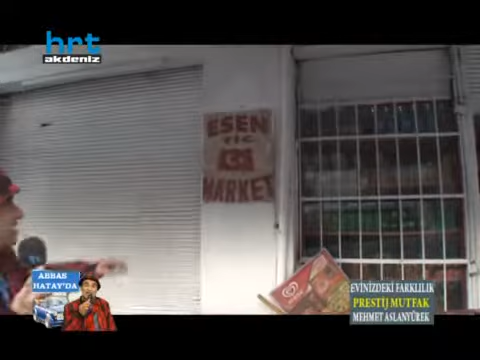 hrt
akdeniz
ESEN
TİC
MARKET
ABBAS
HATAY'DA
EVİNİZDEKİ FARKLILIK
PRESTİJ MUTFAK
MEHMET ASLANYÜREK